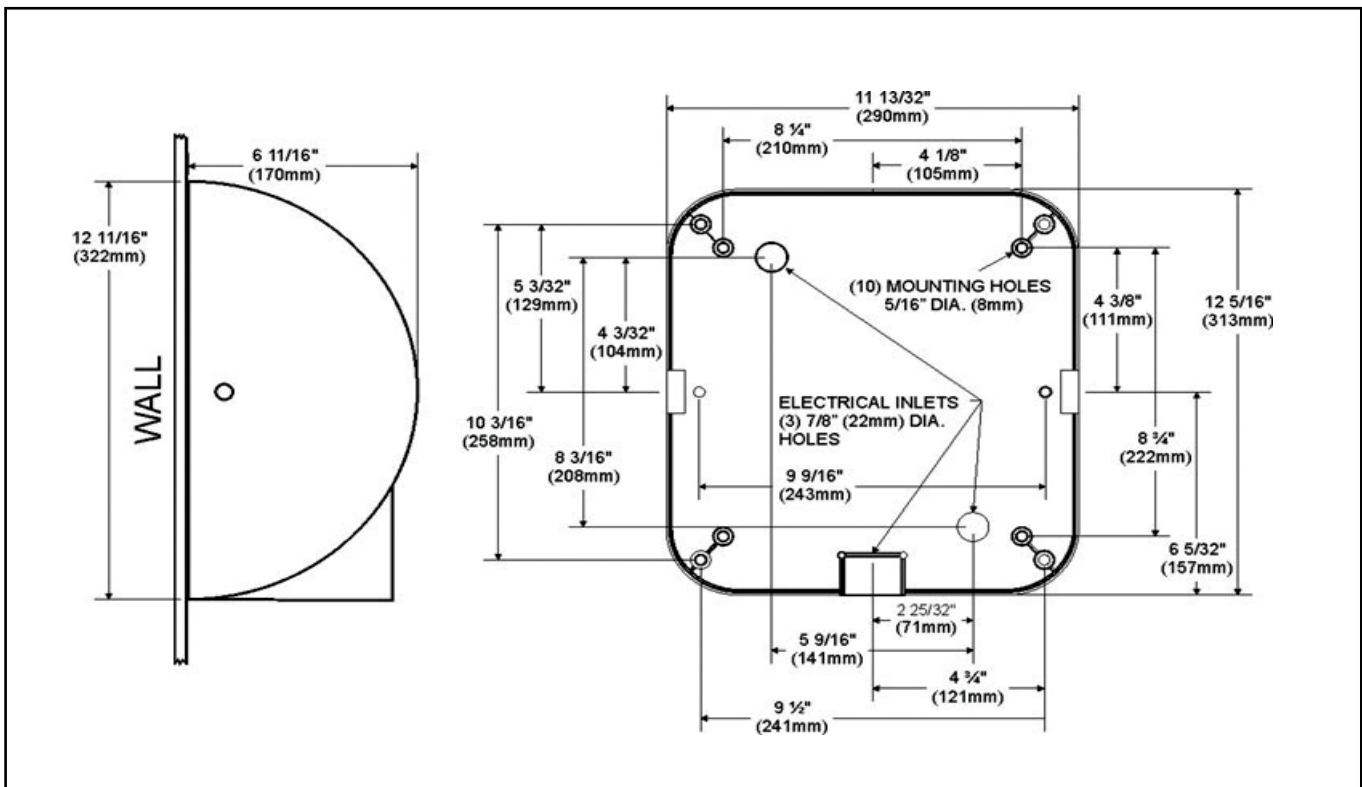 6 11/16"
(170mm)
12 11/16"
(322mm)
WALL
11 13/32"
(290mm)
8 ¼"
(210mm)
4 1/8"
(105mm)
5 3/32"
(129mm)
4 3/32"
(104mm)
(10) MOUNTING HOLES
5/16" DIA. (8mm)
4 3/8"
(111mm)
12 5/16"
(313mm)
ELECTRICAL INLETS
(3) 7/8" (22mm) DIA.
HOLES
10 3/16"
(258mm)
8 3/16"
(208mm)
9 9/16"
(243mm)
8 ¾"
(222mm)
6 5/32"
(157mm)
2 25/32"
(71mm)
5 9/16"
(141mm)
4 ¾"
(121mm)
9 ½"
(241mm)